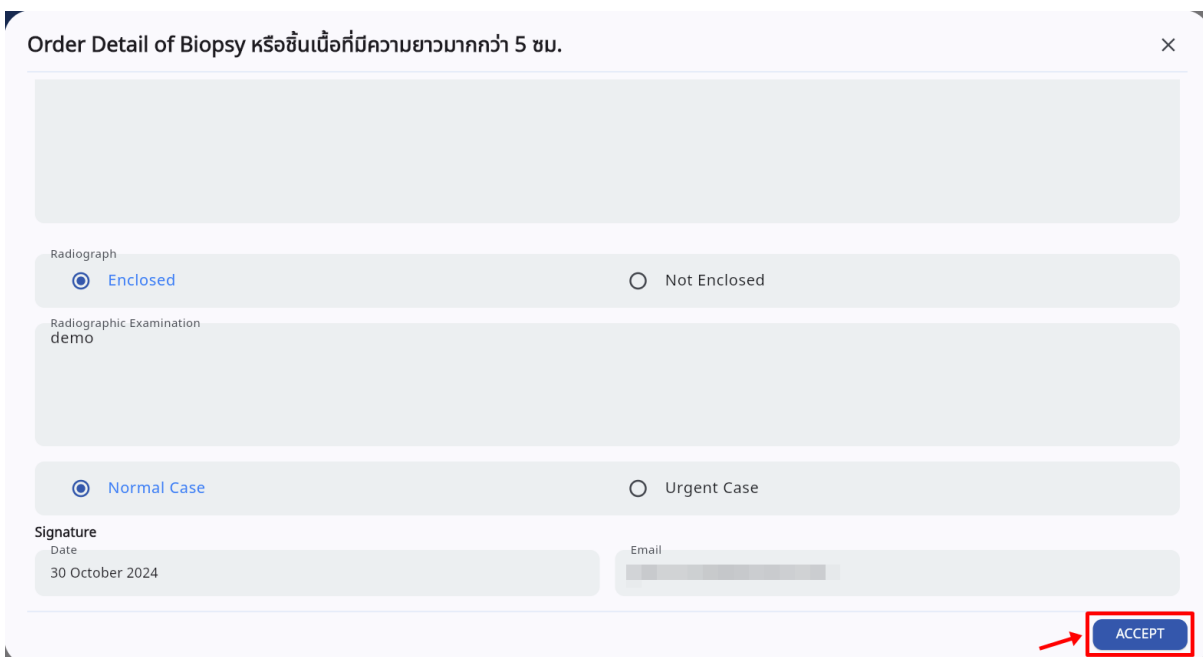 Order Detail of Biopsy หรือชิ้นเนื้อที่มีความยาวมากกว่า 5 ซม.
Radiograph
Enclosed
Not Enclosed
Radiographic Examination
demo
Normal Case
Urgent Case
Signature
Date
30 October 2024
Email
ACCEPT